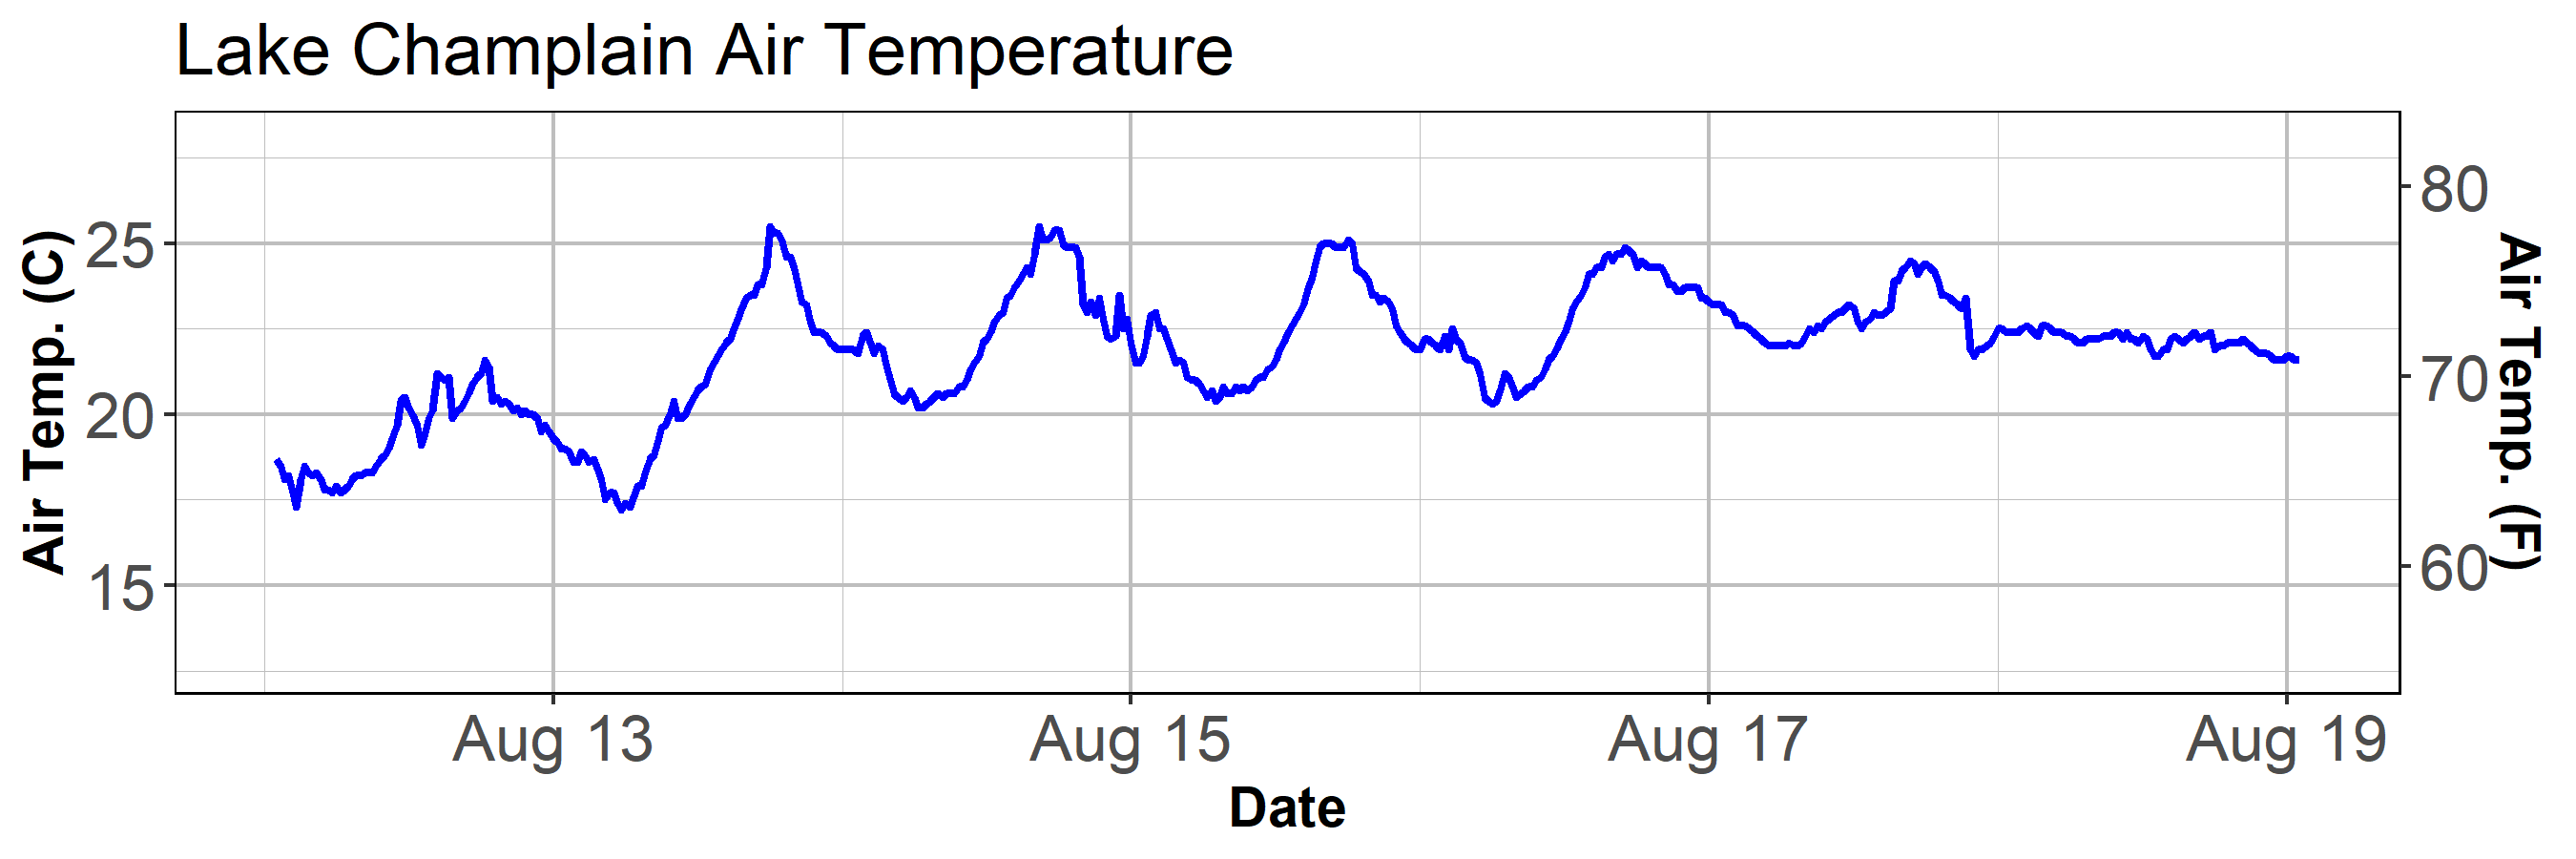 Lake Champlain Air Temperature
Air Temp. (C)
25
20
15
80
70
60
Air Temp. (F)
Aug 13
Aug 15
Aug 17
Aug 19
Date